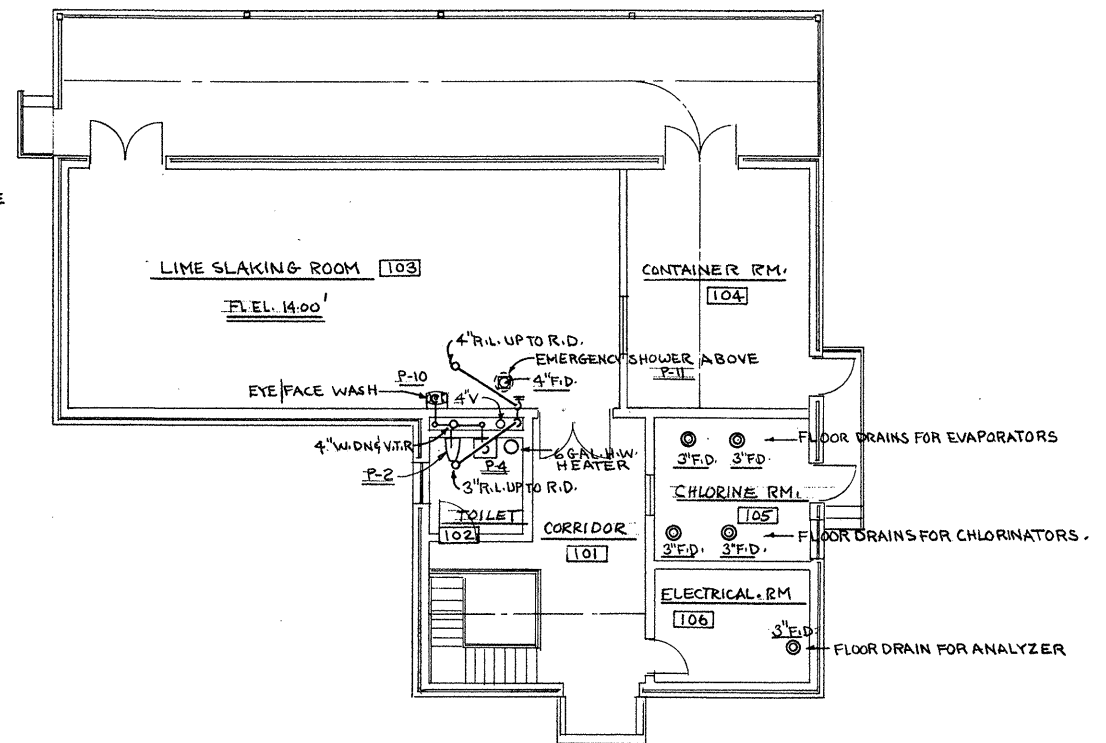 LIME SLAKING ROOM 103
FL.EL. 14.00'
CONTAINER RM.
104
4" R.L. UP TO R.D.
EMERGENCY SHOWER ABOVE
P-11
4" F.D.
P-10
EYE/FACE WASH
4"V
4" W.DN & V.T.R
P-2
P-4
6 GAL. H.W.
HEATER
3" R.L. UP TO R.D.
TOILET
102
CORRIDOR
101
FLOOR DRAINS FOR EVAPORATORS
3"F.D. 3"F.D.
CHLORINE RM.
105
FLOOR DRAINS FOR CHLORINATORS.
3"F.D. 3"F.D.
ELECTRICAL. RM
106
3"F.D.
FLOOR DRAIN FOR ANALYZER